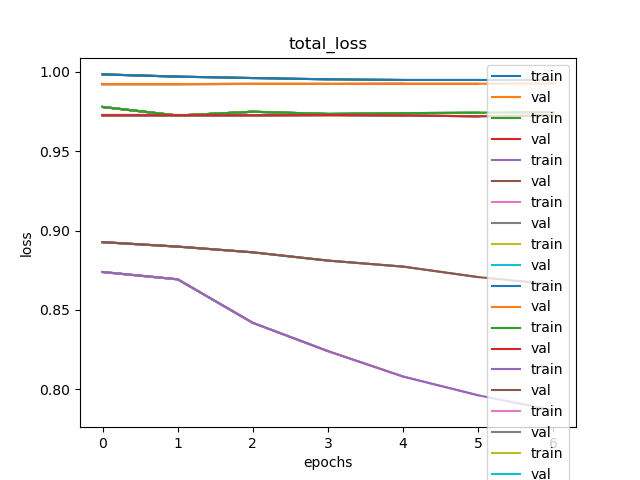 total_loss
1.00
0.95
0.90
0.85
0.80
loss
0 1 2 3 4 5 6
epochs
train
val
train
val
train
val
train
val
train
val
train
val
train
val
train
val
train
val
train
val